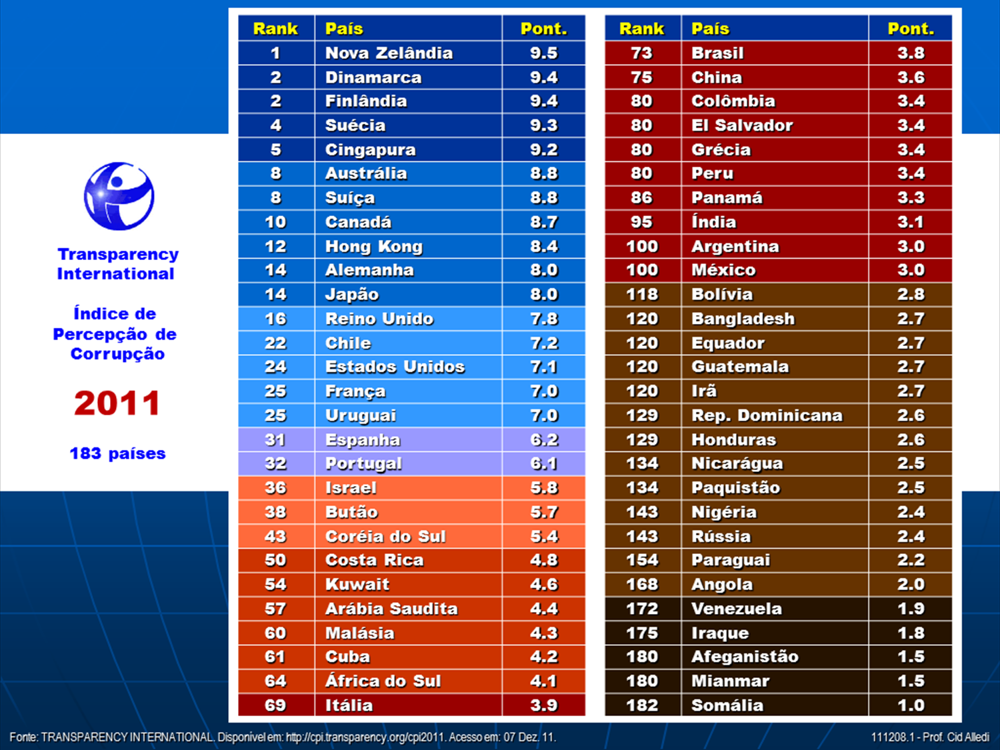 Transparency
International
Índice de
Percepção de
Corrupção
2011
183 países
Rank País Pont.
1 Nova Zelândia 9.5
2 Dinamarca 9.4
2 Finlândia 9.4
4 Suécia 9.3
5 Cingapura 9.2
8 Austrália 8.8
8 Suíça 8.8
10 Canadá 8.7
12 Hong Kong 8.4
14 Alemanha 8.0
14 Japão 8.0
16 Reino Unido 7.8
22 Chile 7.2
24 Estados Unidos 7.1
25 França 7.0
25 Uruguai 7.0
31 Espanha 6.2
32 Portugal 6.1
36 Israel 5.8
38 Butão 5.7
43 Coréia do Sul 5.4
50 Costa Rica 4.8
54 Kuwait 4.6
57 Arábia Saudita 4.4
60 Malásia 4.3
61 Cuba 4.2
64 África do Sul 4.1
69 Itália 3.9
Rank País Pont.
73 Brasil 3.8
75 China 3.6
80 Colômbia 3.4
80 El Salvador 3.4
80 Grécia 3.4
80 Peru 3.4
86 Panamá 3.3
95 Índia 3.1
100 Argentina 3.0
100 México 3.0
118 Bolívia 2.8
120 Bangladesh 2.7
120 Equador 2.7
120 Guatemala 2.7
120 Irã 2.7
129 Rep. Dominicana 2.6
129 Honduras 2.6
134 Nicarágua 2.5
134 Paquistão 2.5
143 Nigéria 2.4
143 Rússia 2.4
154 Paraguai 2.2
168 Angola 2.0
172 Venezuela 1.9
175 Iraque 1.8
180 Afeganistão 1.5
180 Mianmar 1.5
182 Somália 1.0
Fonte: TRANSPARENCY INTERNATIONAL. Disponível em: http://cpi.transparency.org/cpi2011. Acesso em: 07 Dez. 11.
111208.1 - Prof. Cid Alledi